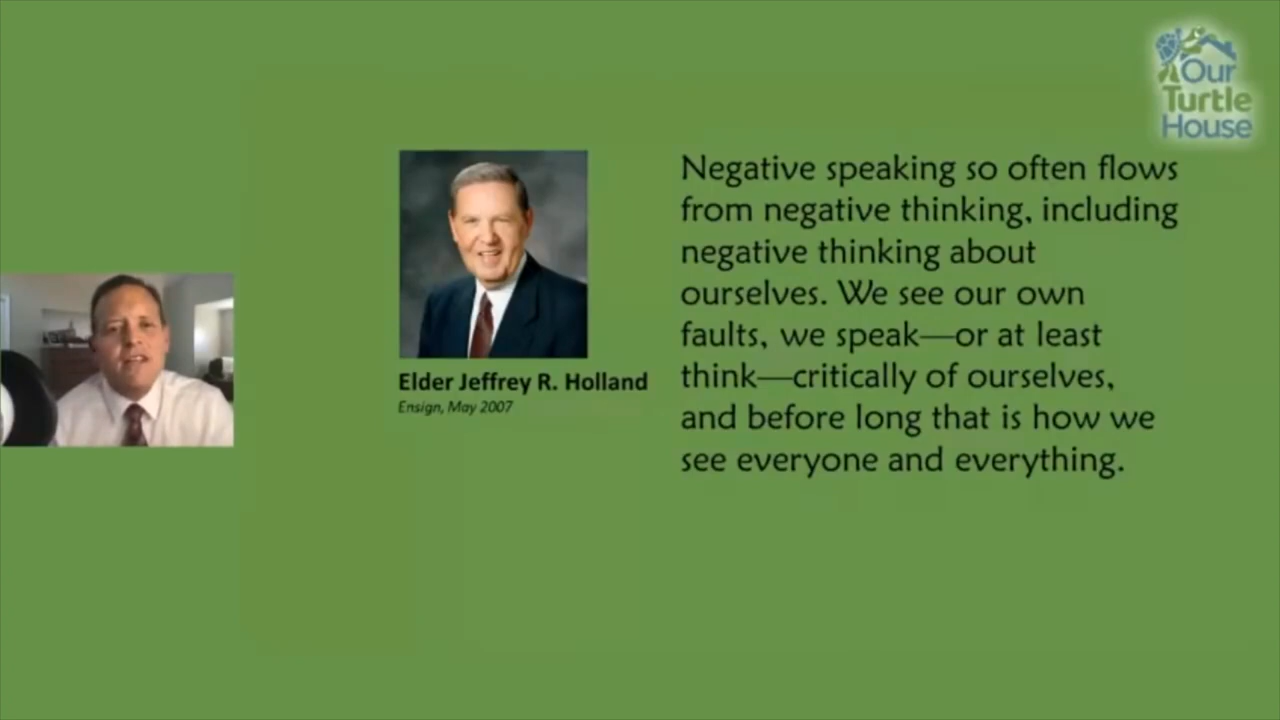 Our
Turtle
House
Negative speaking so often flows
from negative thinking, including
negative thinking about
ourselves. We see our own
faults, we speak—or at least
think—critically of ourselves,
and before long that is how we
see everyone and everything.
Elder Jeffrey R. Holland
Ensign, May 2007